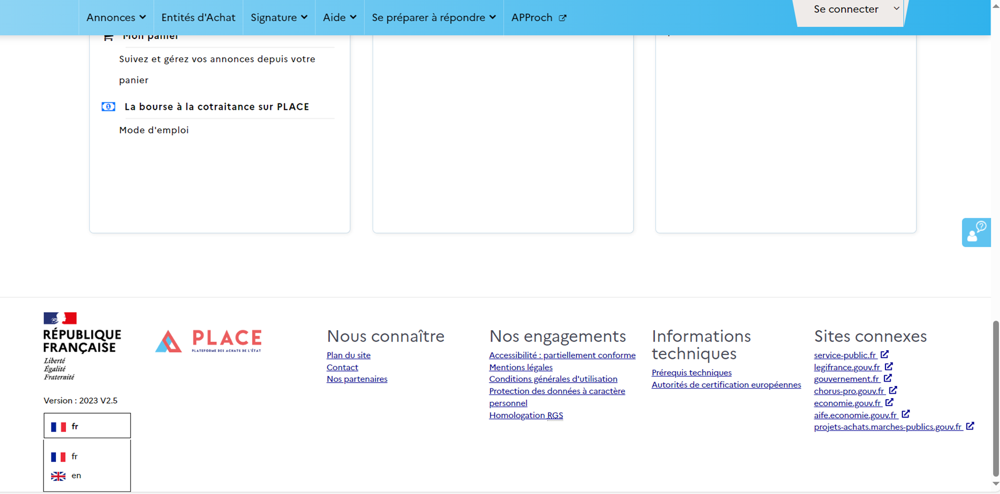 Annonces
Entités d'Achat
Signature
Aide
Se préparer à répondre
APProch
Se connecter
Mon panier
Suivez et gérez vos annonces depuis votre
panier
La bourse à la cotraitance sur PLACE
Mode d'emploi
RÉPUBLIQUE
FRANÇAISE
Liberté
Égalité
Fraternité
Version : 2023 V2.5
fr
fr
en
PLACE
PLATEFORME DES ACHATS DE L'ÉTAT
Nous connaître
Plan du site
Contact
Nos partenaires
Nos engagements
Accessibilité : partiellement conforme
Mentions légales
Conditions générales d'utilisation
Protection des données à caractère
personnel
Homologation RGS
Informations
techniques
Prérequis techniques
Autorités de certification européennes
Sites connexes
service-public.fr
legifrance.gouv.fr
gouvernement.fr
chorus-pro.gouv.fr
economie.gouv.fr
aife.economie.gouv.fr
projets-achats.marches-publics.gouv.fr